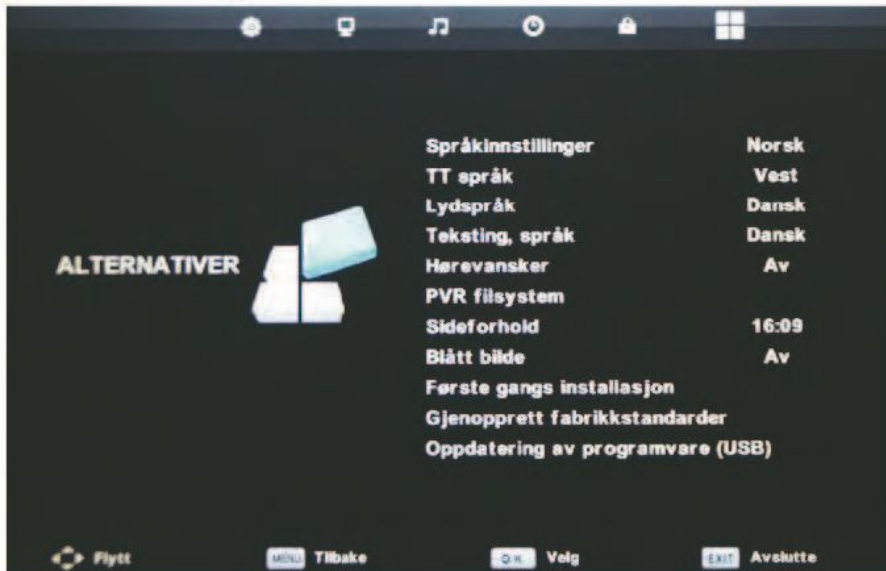 Språkinnstillinger Norsk
TT språk Vest
Lydspråk Dansk
Teksting, språk Dansk
ALTERNATIVER
Hørevansker Av
PVR filsystem
Sideforhold 16:09
Blått bilde Av
Første gangs installasjon
Gjenopprett fabrikkstandarder
Oppdatering av programvare (USB)
Flytt MENU Tilbake OK Velg EXIT Avslutte